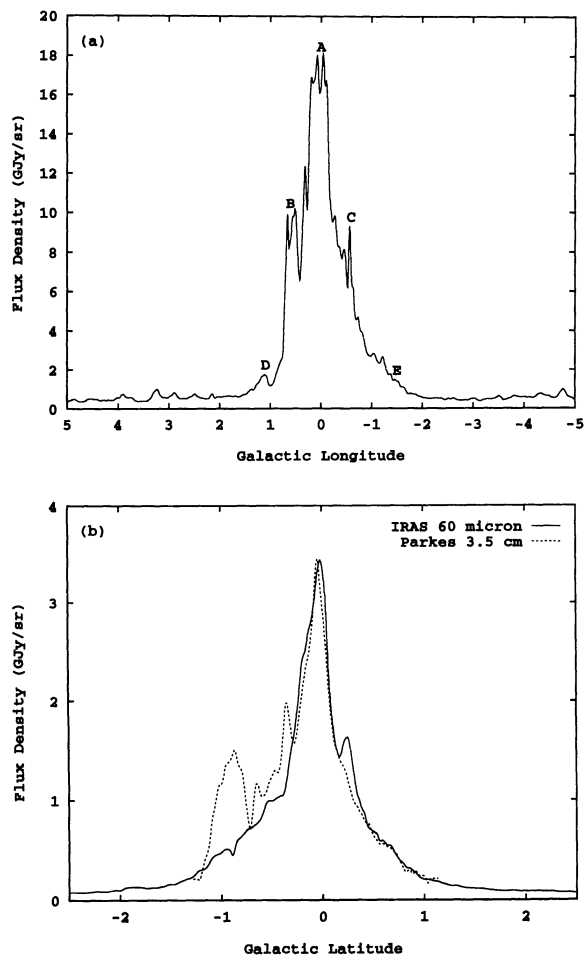 20
(a)
A
18
16
14
12
10
B
C
8
6
4
2
D
E
0
5 4 3 2 1 0 -1 -2 -3 -4 -5
Flux Density (GJy/sr)
Galactic Longitude
4
(b)
IRAS 60 micron
Parkes 3.5 cm
3
2
1
0
-2 -1 0 1 2
Flux Density (GJy/sr)
Galactic Latitude